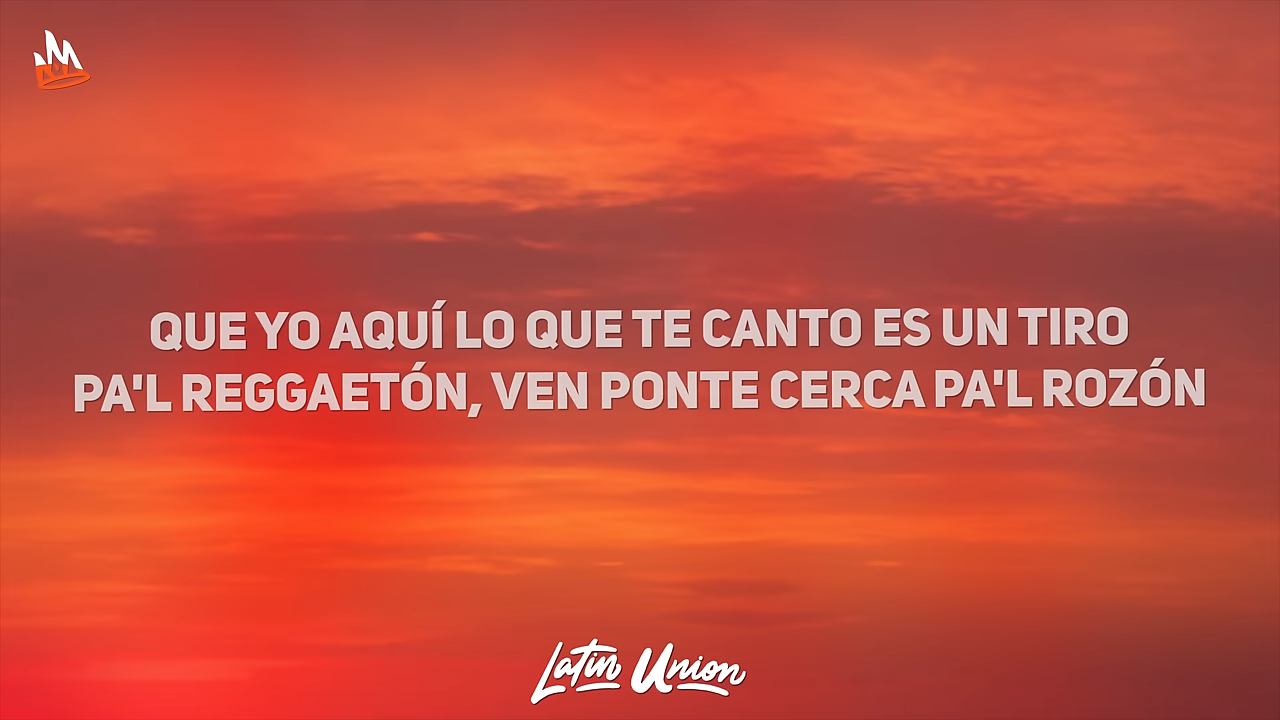 QUE YO AQUÍ LO QUE TE CANTO ES UN TIRO
PA'L REGGAETÓN, VEN PONTE CERCA PA'L ROZÓN
Latin Union